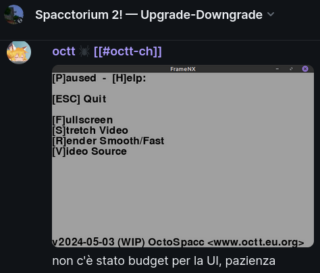 Spacctorium 2! — Upgrade-Downgrade
octt [[#octt-ch]]
FrameNX
[P]aused - [H]elp:
[ESC] Quit
[F]ullscreen
[S]tretch Video
[R]ender Smooth/Fast
[V]ideo Source
v2024-05-03 (WIP) OctoSpacc <www.octt.eu.org>
non c'è stato budget per la UI, pazienza